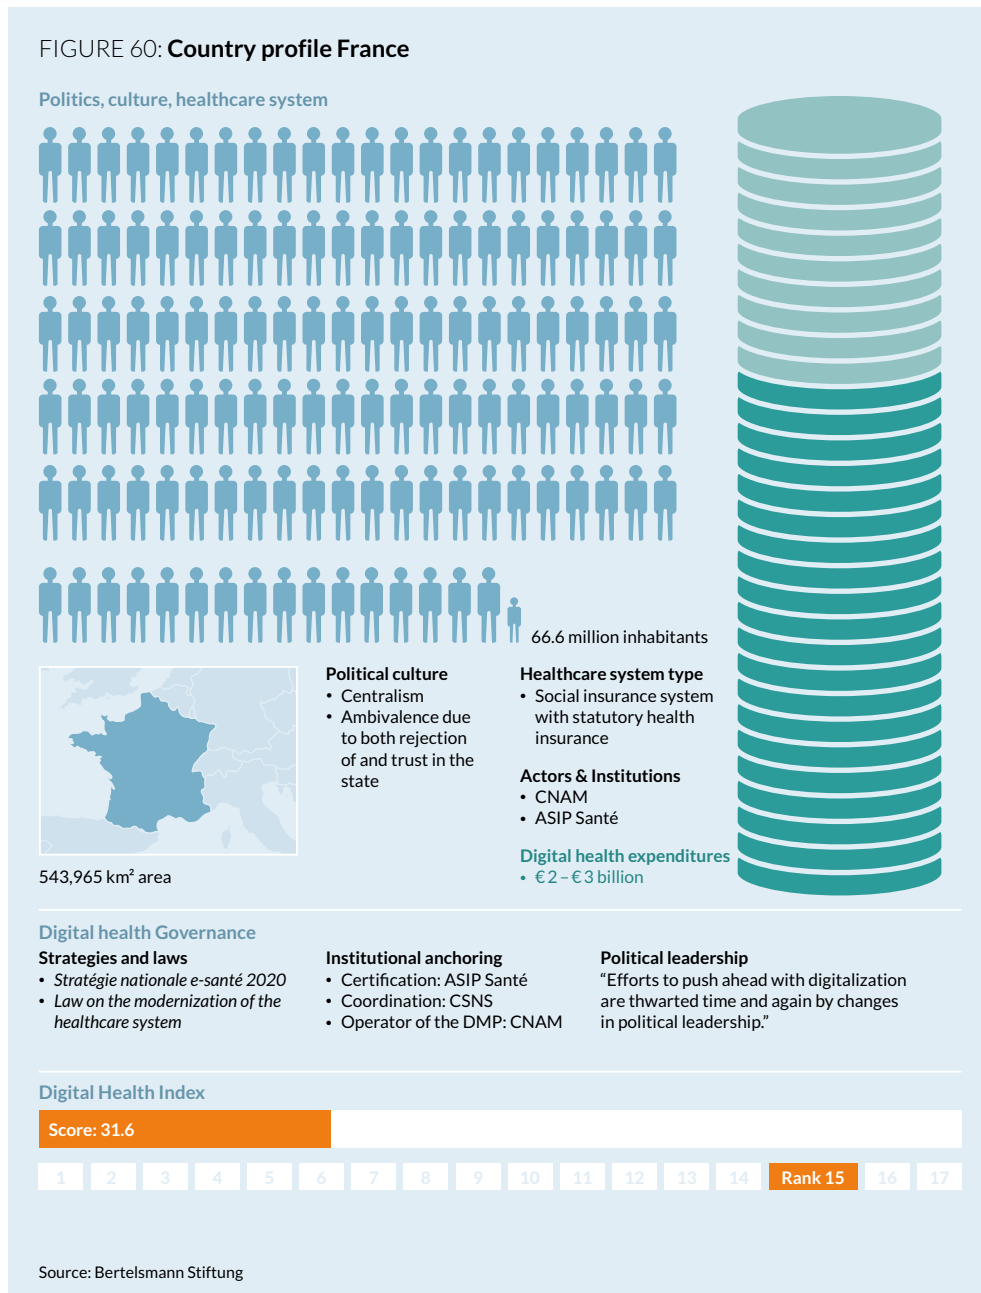 FIGURE 60: Country profile France
Politics, culture, healthcare system
66.6 million inhabitants
543,965 km² area
Political culture
• Centralism
• Ambivalence due
to both rejection
of and trust in the
state
Healthcare system type
• Social insurance system
with statutory health
insurance
Actors & Institutions
• CNAM
• ASIP Santé
Digital health expenditures
• € 2 – € 3 billion
Digital health Governance
Strategies and laws
• Stratégie nationale e-santé 2020
• Law on the modernization of the
healthcare system
Institutional anchoring
• Certification: ASIP Santé
• Coordination: CSNS
• Operator of the DMP: CNAM
Political leadership
“Efforts to push ahead with digitalization
are thwarted time and again by changes
in political leadership.”
Digital Health Index
Score: 31.6
1 2 3 4 5 6 7 8 9 10 11 12 13 14 Rank 15 16 17
Source: Bertelsmann Stiftung